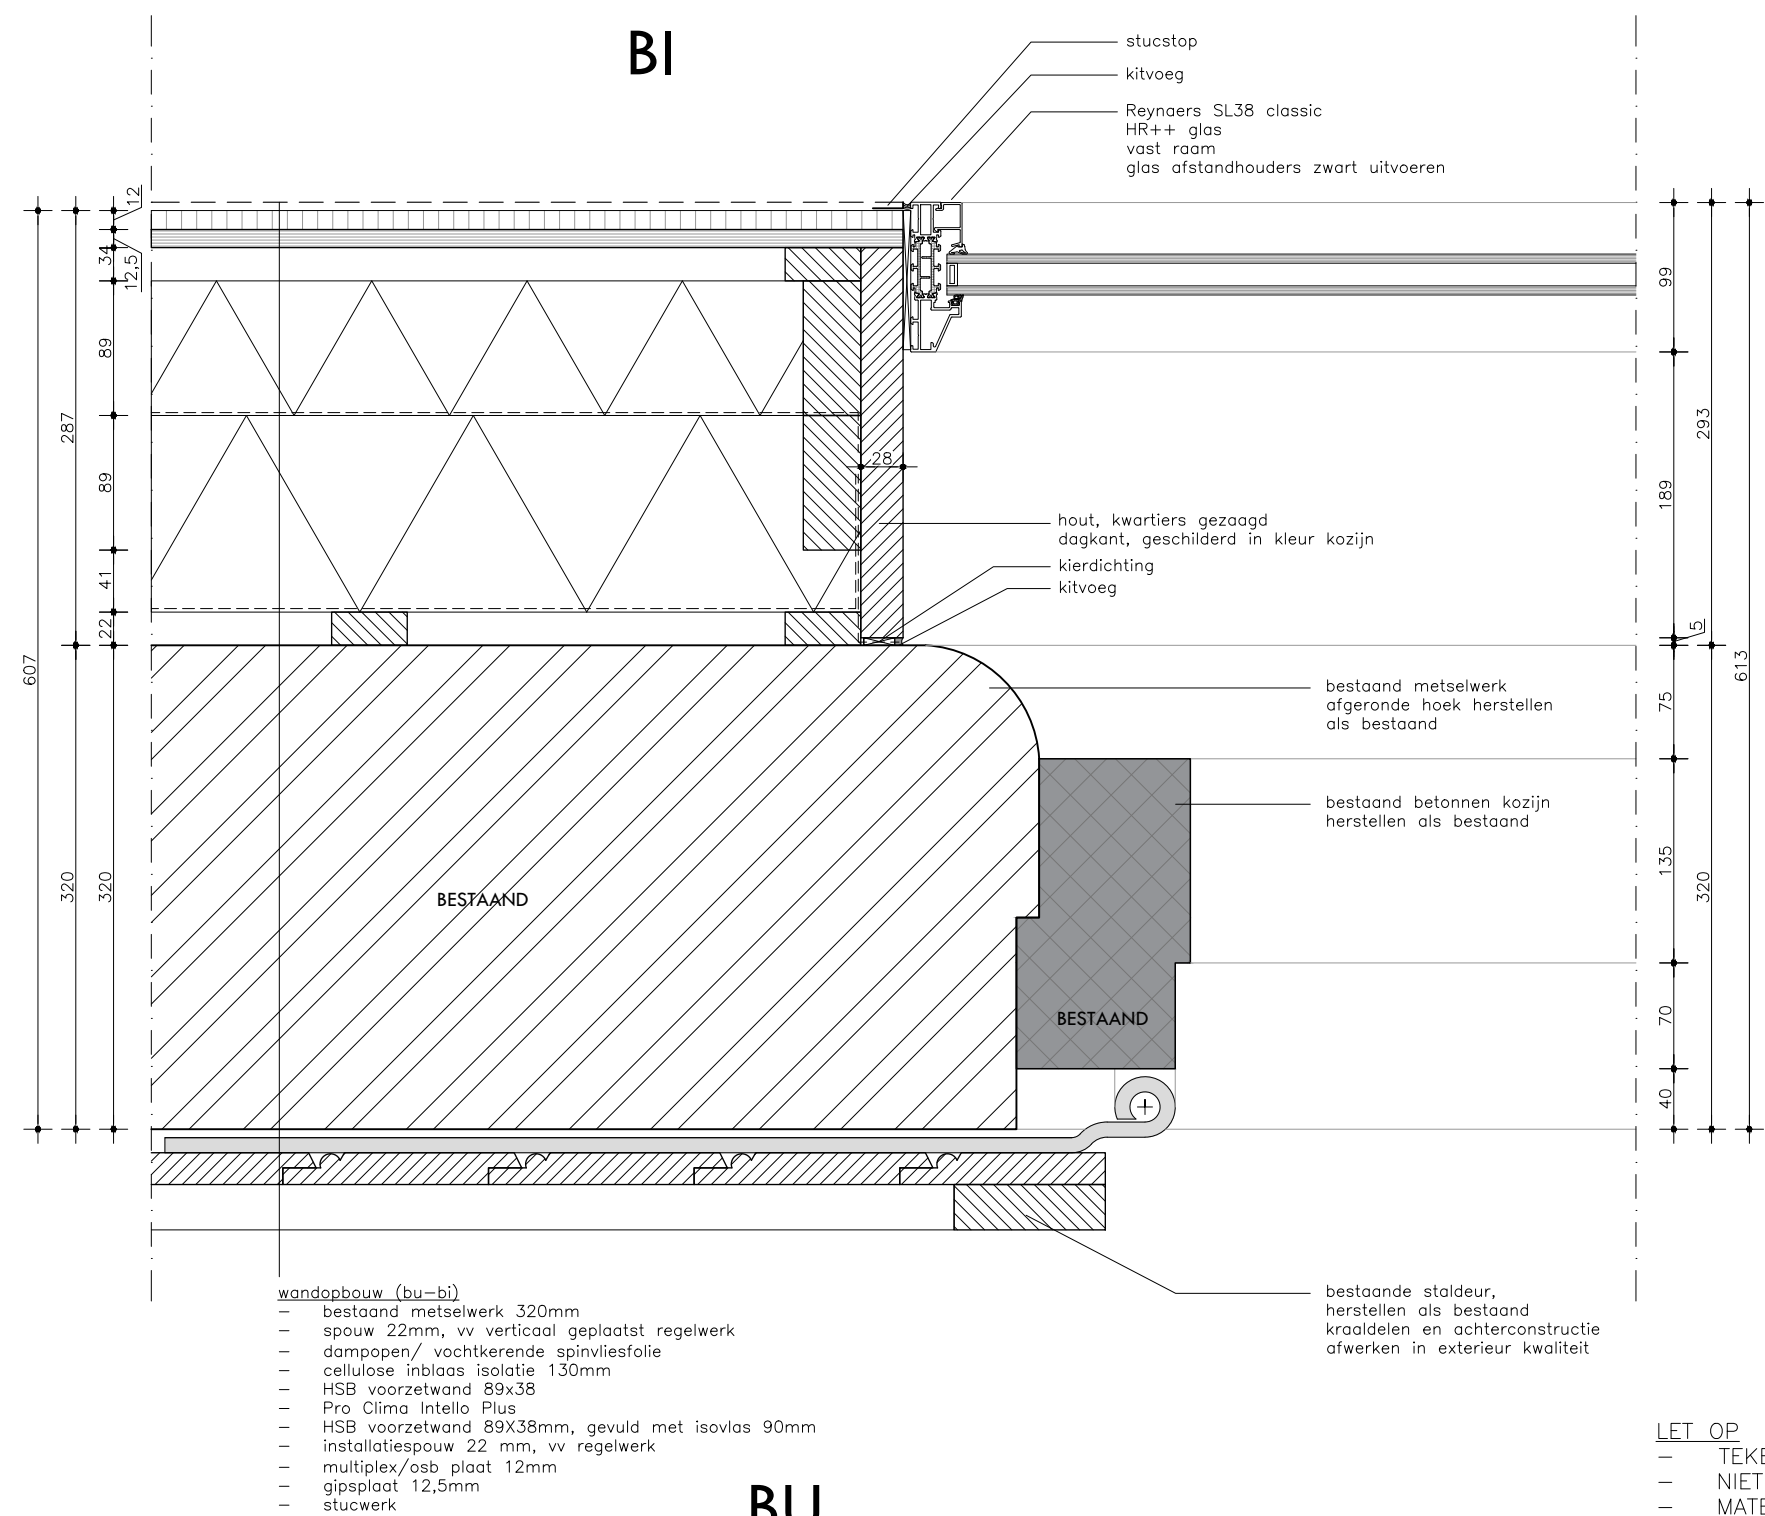 BI
stucstop
kitvoeg
Reynaers SL38 classic
HR++ glas
vast raam
glas afstandhouders zwart uitvoeren
12
34
12,5
89
287
89
41
22
607
320
320
28
hout, kwartiers gezaagd
dagkant, geschilderd in kleur kozijn
kierdichting
kitvoeg
99
293
189
5
613
75
135
320
70
40
bestaand metselwerk
afgeronde hoek herstellen
als bestaand
bestaand betonnen kozijn
herstellen als bestaand
BESTAAND
BESTAAND
wandopbouw (bu-bi)
- bestaand metselwerk 320mm
- spouw 22mm, vv verticaal geplaatst regelwerk
- dampopen/ vochtkerende spinvliesfolie
- cellulose inblaas isolatie 130mm
- HSB voorzetwand 89x38
- Pro Clima Intello Plus
- HSB voorzetwand 89X38mm, gevuld met isovlas 90mm
- installatiespouw 22 mm, vv regelwerk
- multiplex/osb plaat 12mm
- gipsplaat 12,5mm
- stucwerk
bestaande staldeur,
herstellen als bestaand
kraaldelen en achterconstructie
afwerken in exterieur kwaliteit
BU
LET OP
- TEKE
- NIET
- MATE